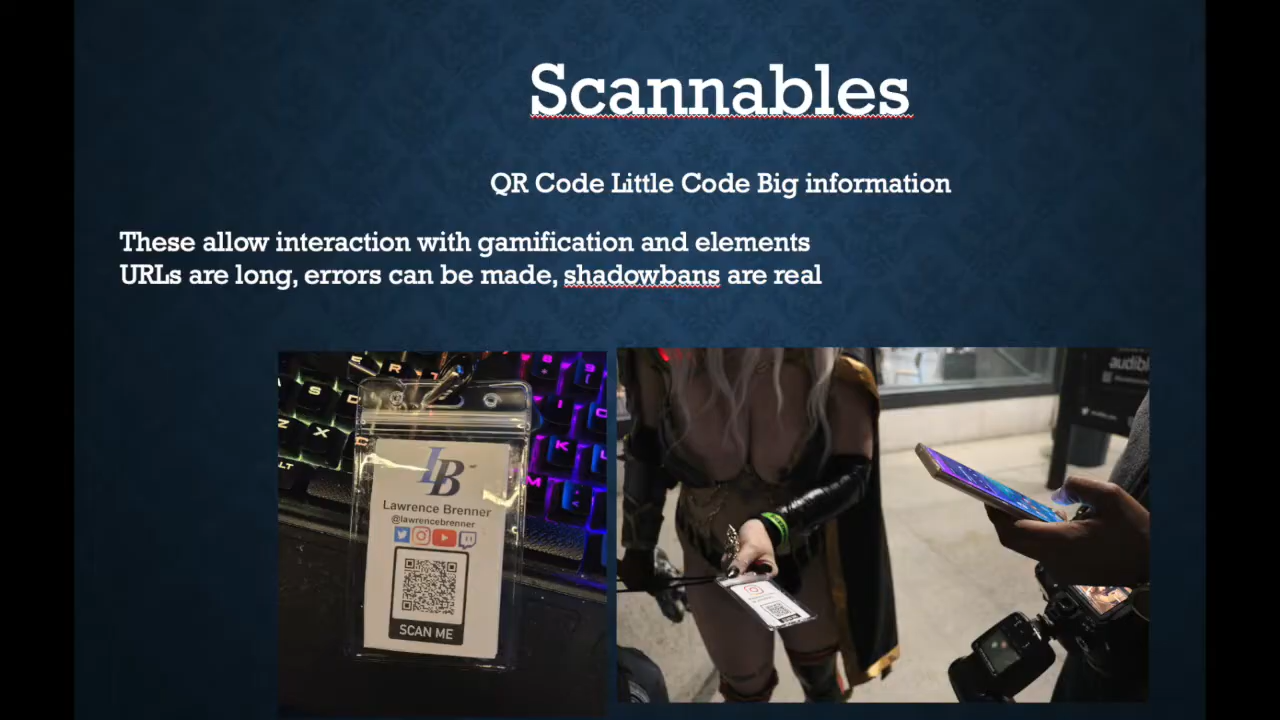 Scannables
QR Code Little Code Big information
These allow interaction with gamification and elements
URLs are long, errors can be made, shadowbans are real
LB
Lawrence Brenner
@lawrencebrenner
SCAN ME
audibl